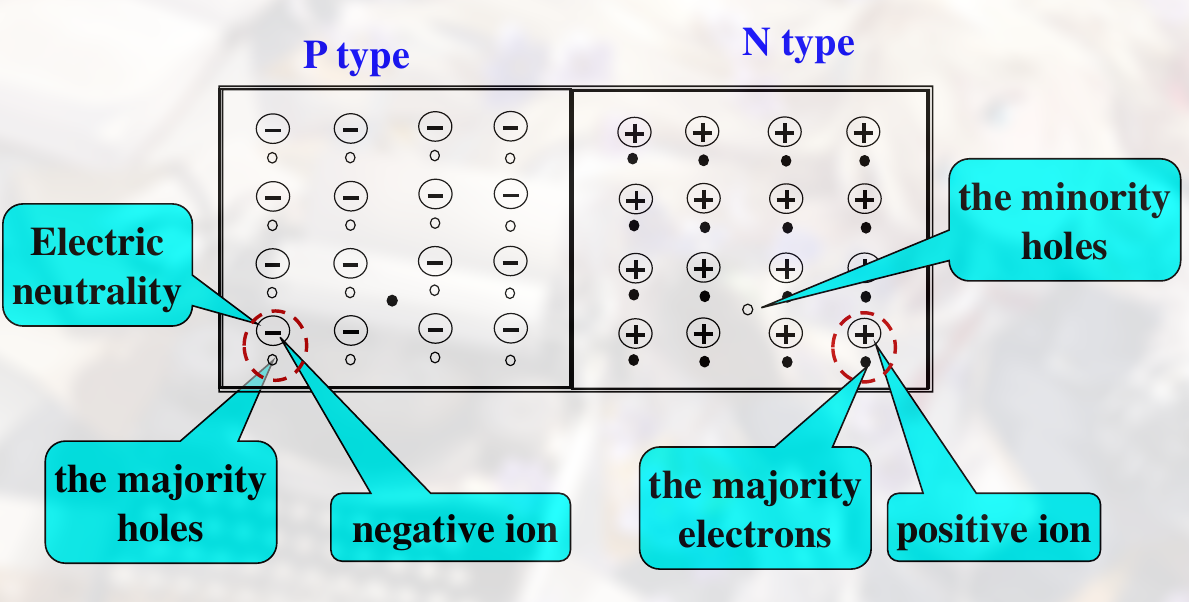 P type
N type
the minority
holes
Electric
neutrality
the majority
holes
negative ion
the majority
electrons
positive ion